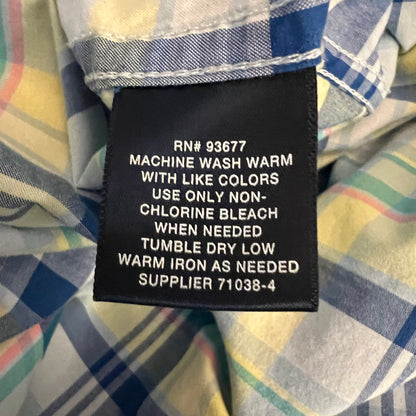 RN# 93677
MACHINE WASH WARM
WITH LIKE COLORS
USE ONLY NON-
CHLORINE BLEACH
WHEN NEEDED
TUMBLE DRY LOW
WARM IRON AS NEEDED
SUPPLIER 71038-4